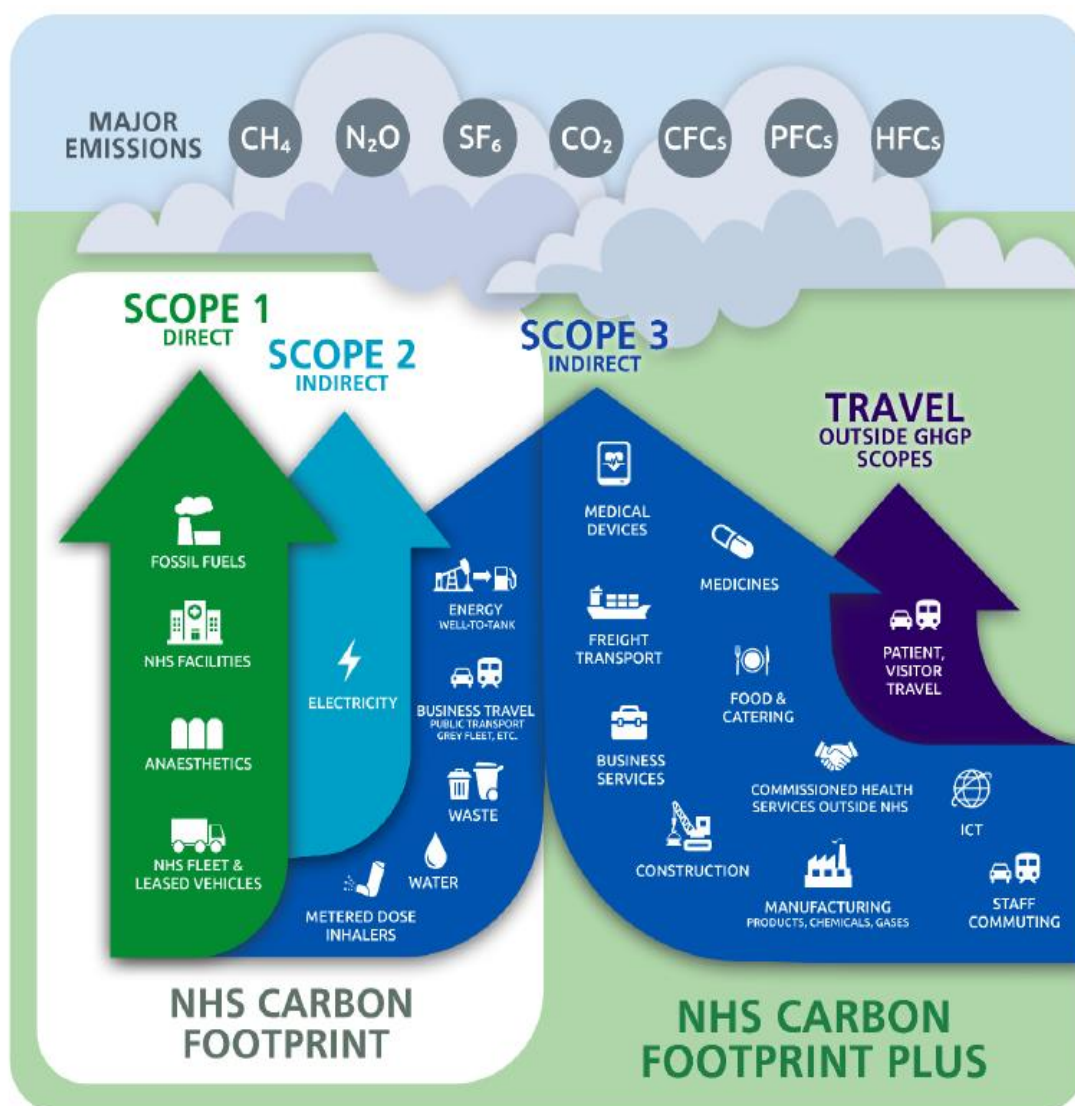 MAJOR
EMISSIONS
CH₄
N₂O
SF₆
CO₂
CFCs
PFCs
HFCs
SCOPE 1
DIRECT
FOSSIL FUELS
NHS FACILITIES
ANAESTHETICS
NHS FLEET &
LEASED VEHICLES
SCOPE 2
INDIRECT
ELECTRICITY
SCOPE 3
INDIRECT
ENERGY
WELL-TO-TANK
BUSINESS TRAVEL
PUBLIC TRANSPORT
GREY FLEET, ETC.
WASTE
WATER
METERED DOSE
INHALERS
MEDICAL
DEVICES
MEDICINES
FREIGHT
TRANSPORT
FOOD &
CATERING
BUSINESS
SERVICES
COMMISSIONED HEALTH
SERVICES OUTSIDE NHS
ICT
CONSTRUCTION
MANUFACTURING
PRODUCTS, CHEMICALS, GASES
STAFF
COMMUTING
TRAVEL
OUTSIDE GHGP
SCOPES
PATIENT,
VISITOR
TRAVEL
NHS CARBON
FOOTPRINT
NHS CARBON
FOOTPRINT PLUS